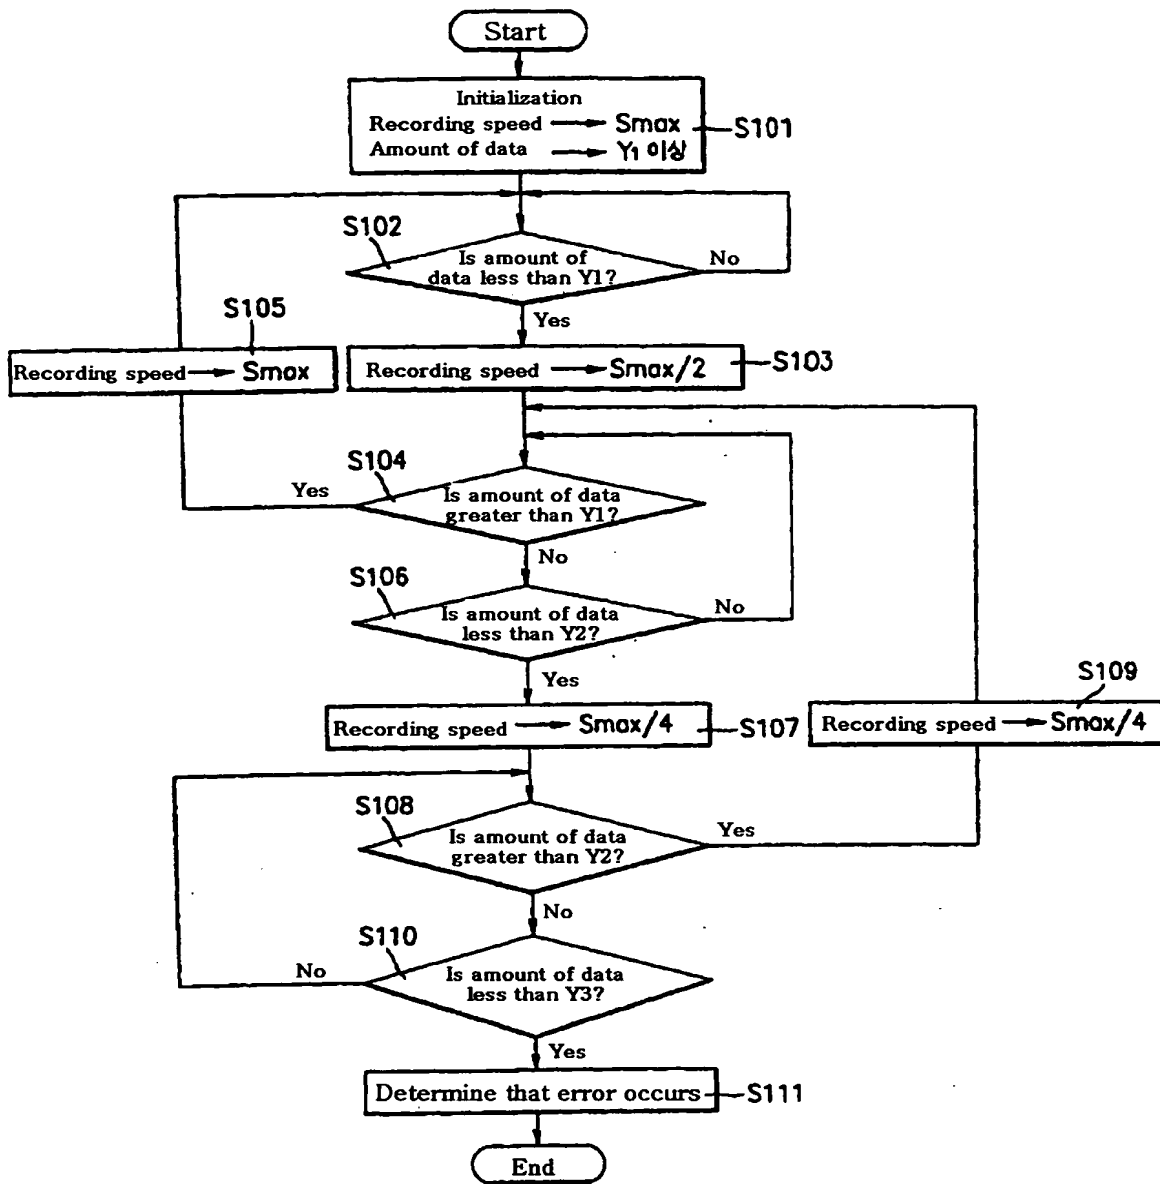 Start
Initialization
Recording speed → Smax
Amount of data → Y1 이상
S101
S102
Is amount of
data less than Y1?
No
Yes
S105
Recording speed → Smax
Recording speed → Smax/2
S103
S104
Is amount of data
greater than Y1?
Yes
No
S106
Is amount of data
less than Y2?
No
Yes
S109
Recording speed → Smax/4
S107
Recording speed → Smax/4
S108
Is amount of data
greater than Y2?
Yes
No
S110
Is amount of data
less than Y3?
No
Yes
Determine that error occurs
S111
End